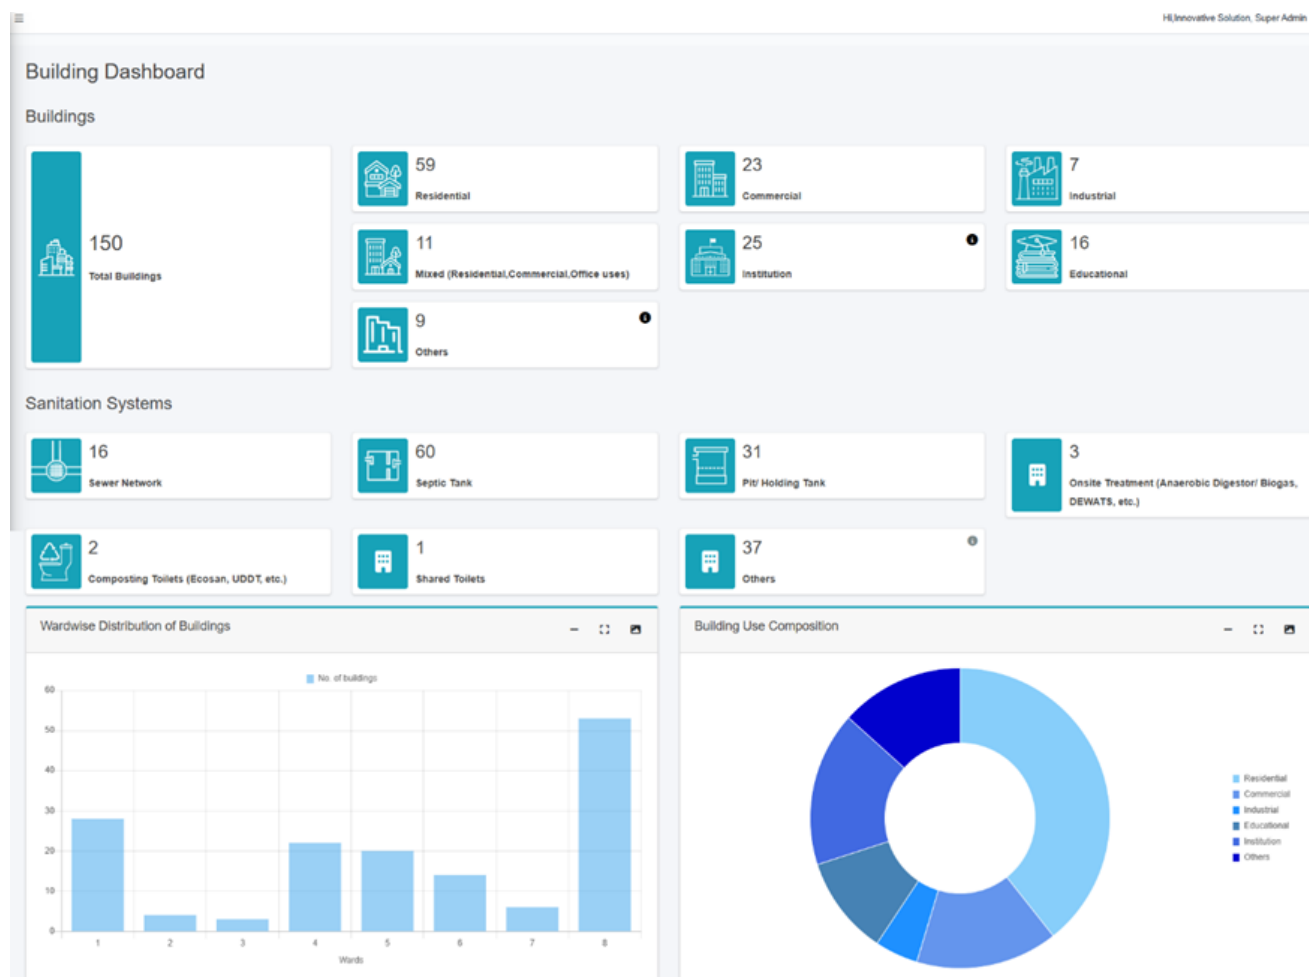 Hi,Innovative Solution, Super Admin
Building Dashboard
Buildings
150
Total Buildings
59
Residential
23
Commercial
7
Industrial
11
Mixed (Residential,Commercial,Office uses)
25
Institution
16
Educational
9
Others
Sanitation Systems
16
Sewer Network
60
Septic Tank
31
Pit/ Holding Tank
3
Onsite Treatment (Anaerobic Digestor/ Biogas,
DEWATS, etc.)
2
Composting Toilets (Ecosan, UDDT, etc.)
1
Shared Toilets
37
Others
Wardwise Distribution of Buildings
No. of buildings
60
50
40
30
20
10
0
1 2 3 4 5 6 7 8
Wards
Building Use Composition
Residential
Commercial
Industrial
Educational
Institution
Others